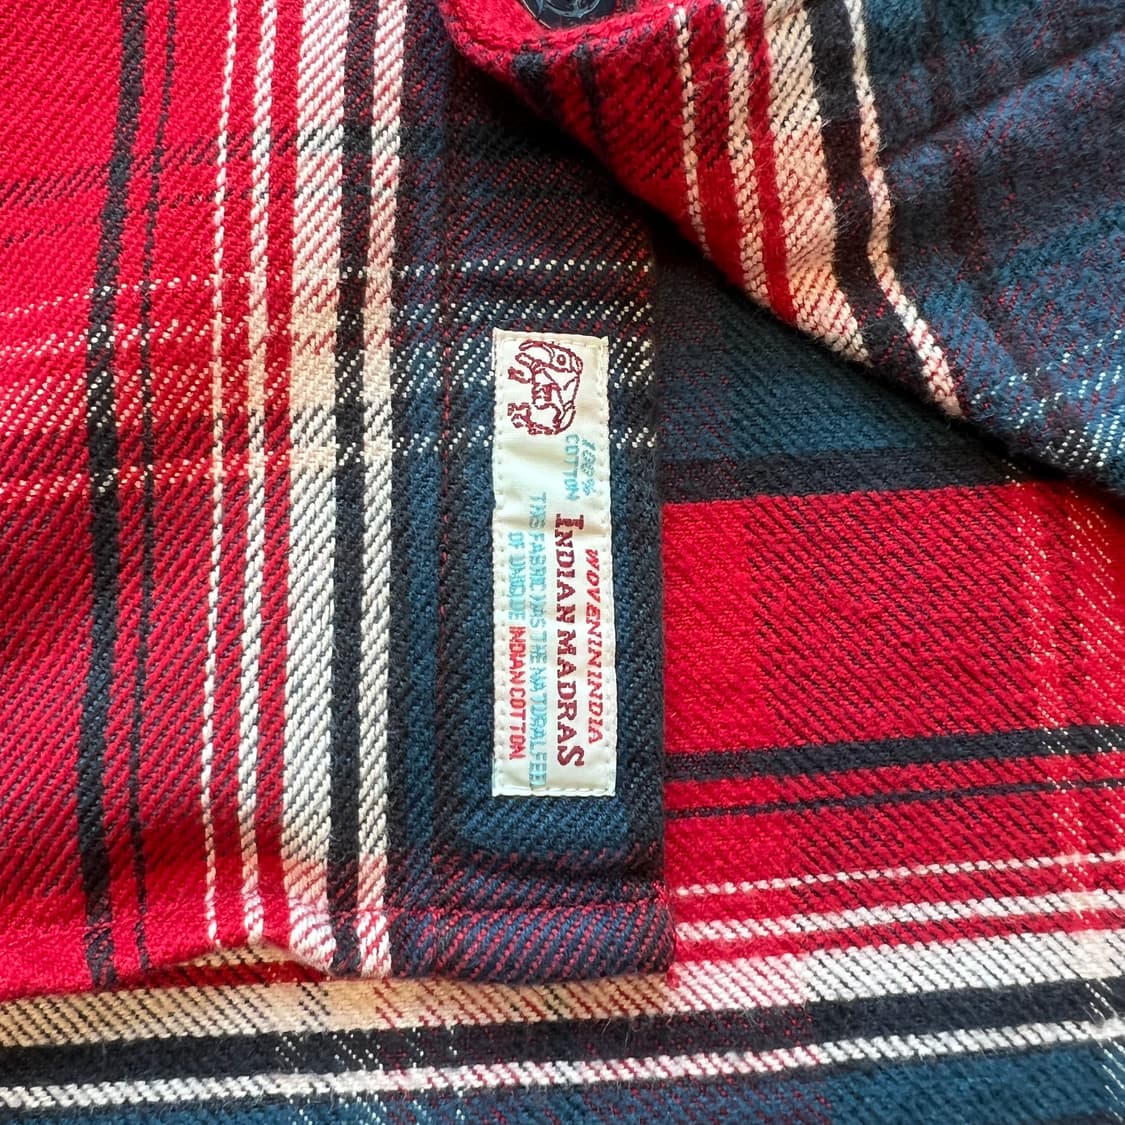 100%
COTTON
WOVEN IN INDIA
INDIAN MADRAS
THIS FABRIC HAS THE NATURAL FEEL
OF UNIQUE INDIAN COTTON